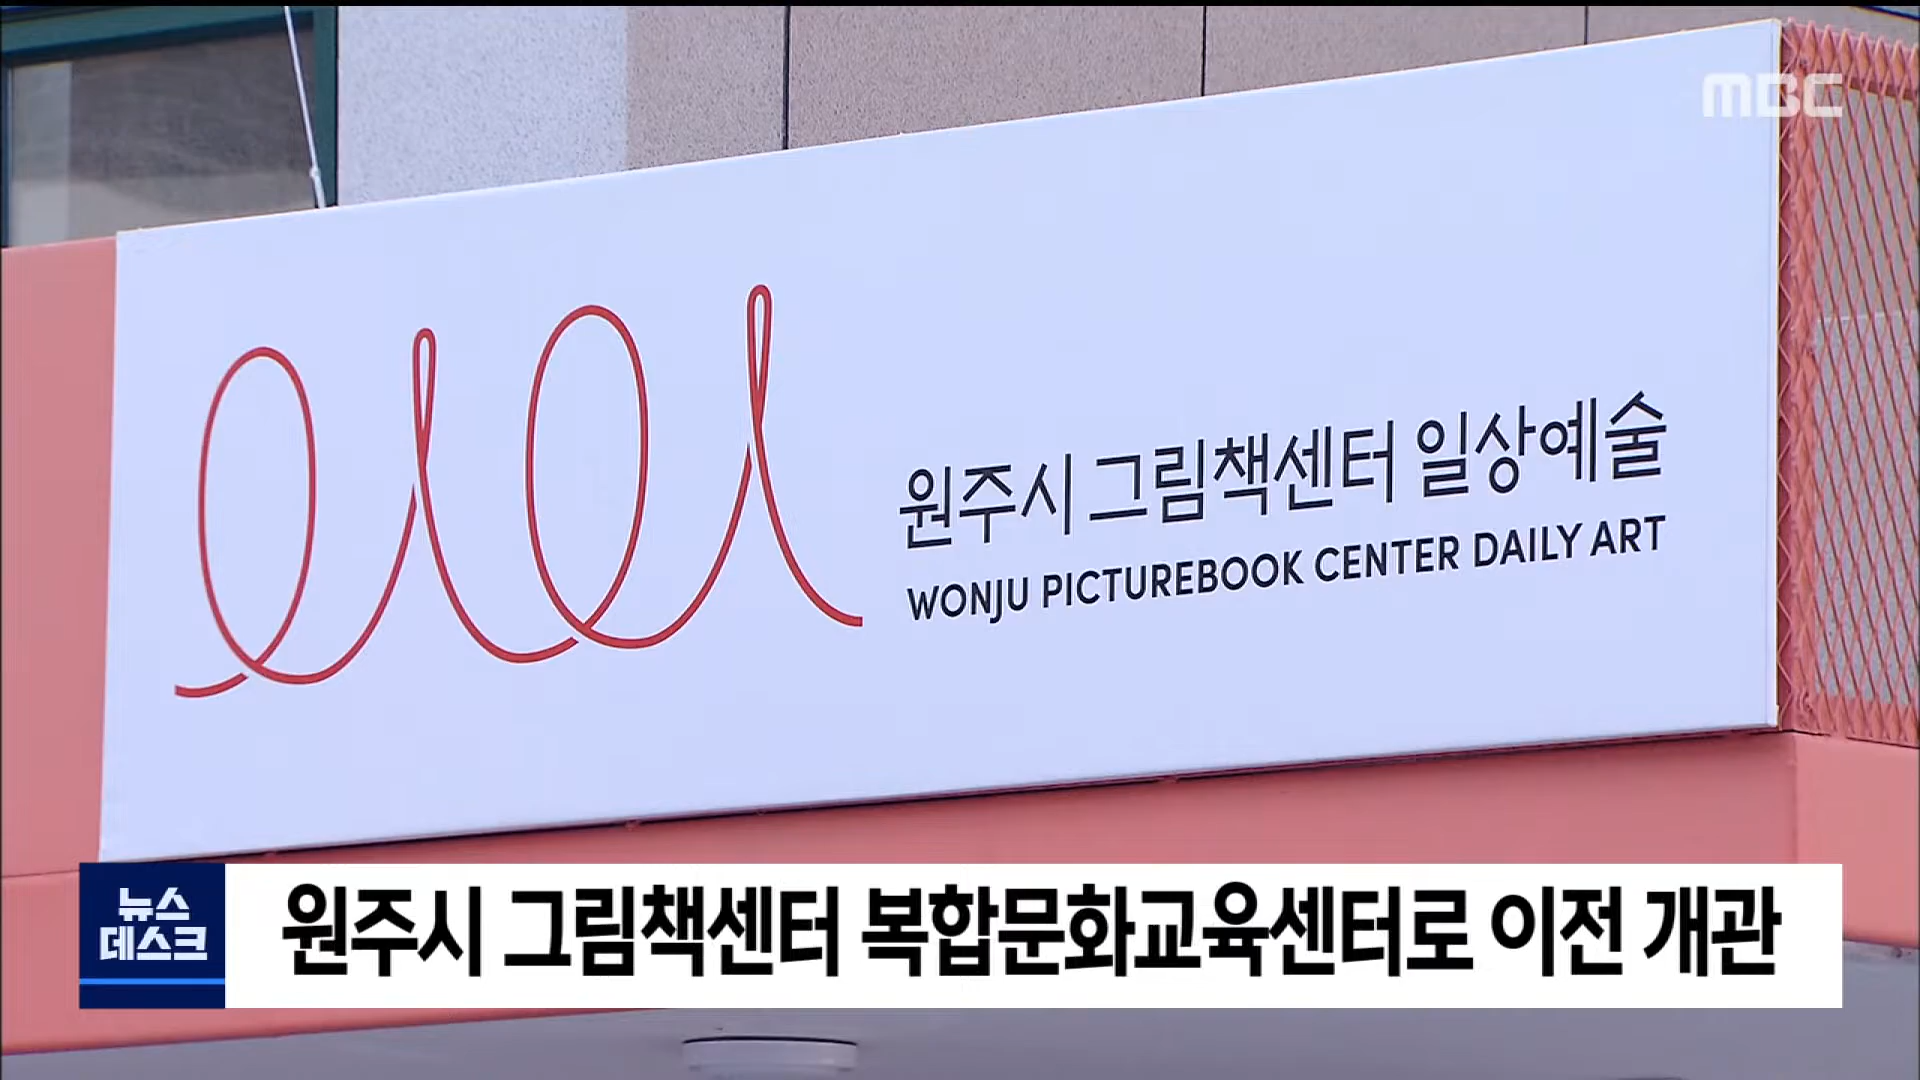 MBC
원주시 그림책센터 일상예술
WONJU PICTUREBOOK CENTER DAILY ART
뉴스
데스크
원주시 그림책센터 복합문화교육센터로 이전 개관